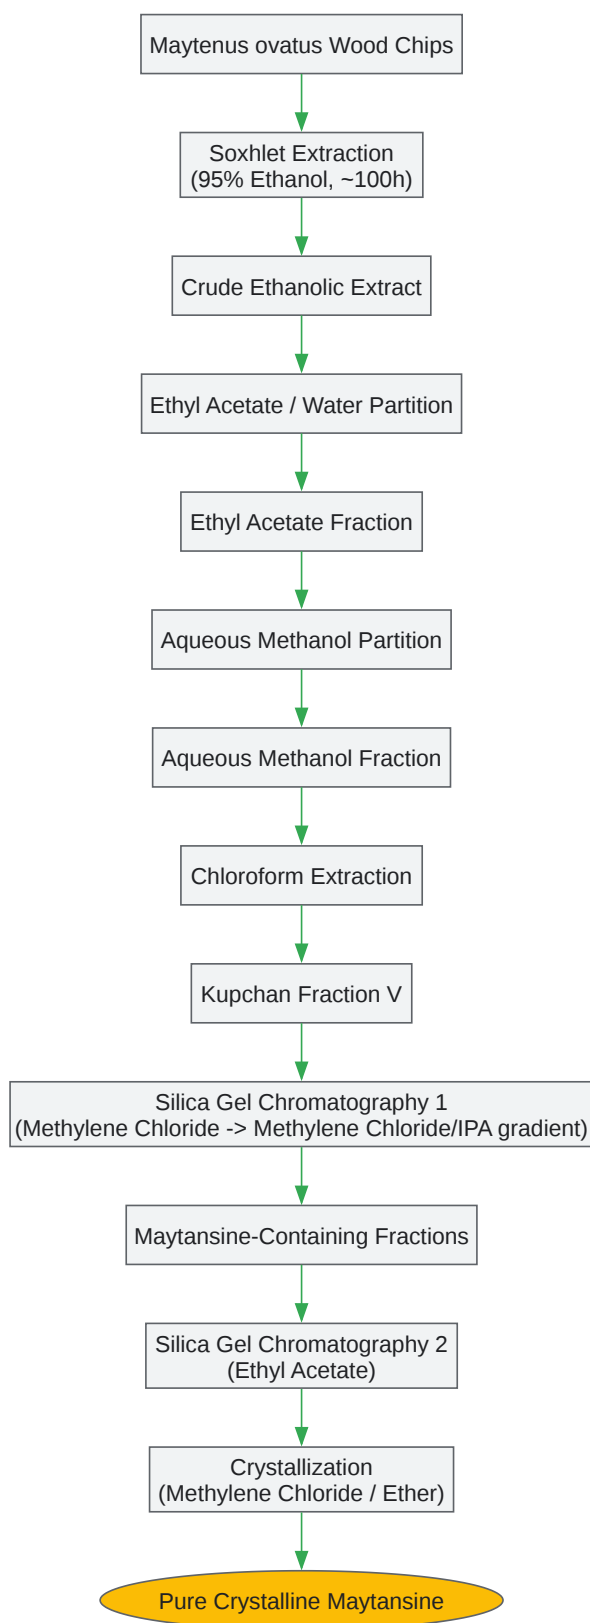 Maytenus ovatus Wood Chips
Soxhlet Extraction
(95% Ethanol, ~100h)
Crude Ethanolic Extract
Ethyl Acetate / Water Partition
Ethyl Acetate Fraction
Aqueous Methanol Partition
Aqueous Methanol Fraction
Chloroform Extraction
Kupchan Fraction V
Silica Gel Chromatography 1
(Methylene Chloride -> Methylene Chloride/IPA gradient)
Maytansine-Containing Fractions
Silica Gel Chromatography 2
(Ethyl Acetate)
Crystallization
(Methylene Chloride / Ether)
Pure Crystalline Maytansine